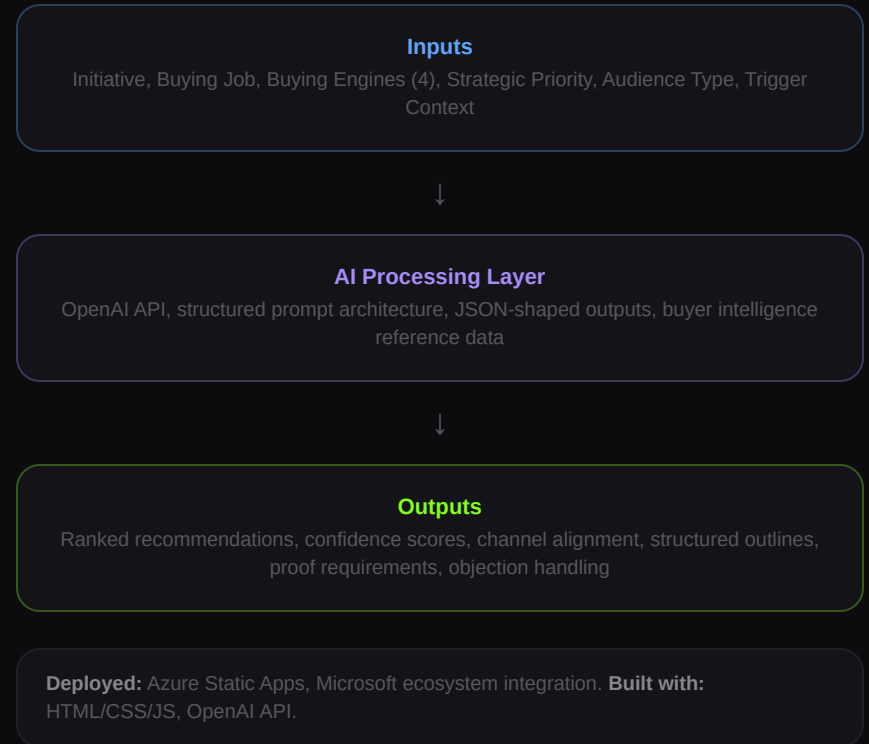 Inputs
Initiative, Buying Job, Buying Engines (4), Strategic Priority, Audience Type, Trigger
Context
↓
AI Processing Layer
OpenAI API, structured prompt architecture, JSON-shaped outputs, buyer intelligence
reference data
↓
Outputs
Ranked recommendations, confidence scores, channel alignment, structured outlines,
proof requirements, objection handling
Deployed: Azure Static Apps, Microsoft ecosystem integration. Built with:
HTML/CSS/JS, OpenAI API.